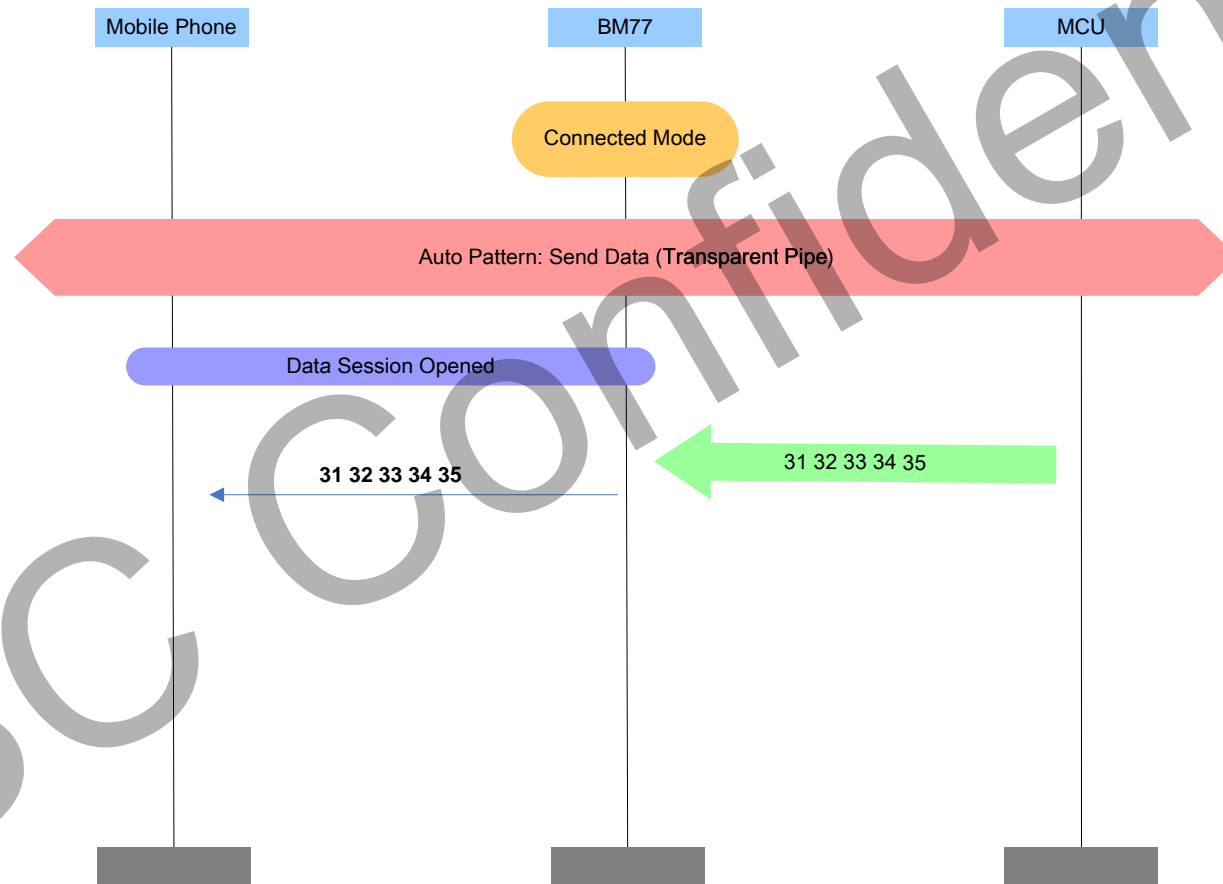 Mobile Phone
BM77
MCU
Connected Mode
Auto Pattern: Send Data (Transparent Pipe)
Data Session Opened
31 32 33 34 35
31 32 33 34 35